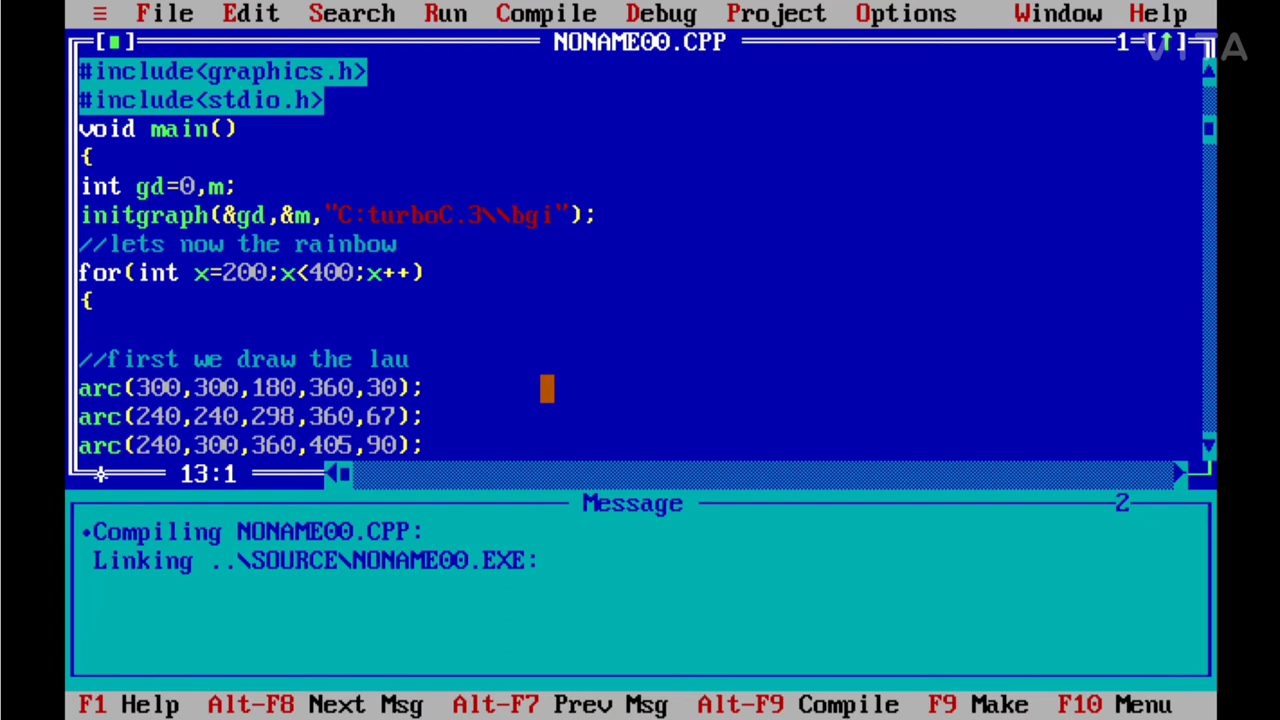 ≡ File Edit Search Run Compile Debug Project Options Window Help
[■] NONAME00.CPP 1=[↑]
VITA
#include<graphics.h>
#include<stdio.h>
void main()
{
int gd=0,m;
initgraph(&gd,&m,"C:turboC.3\\bgi");
//lets now the rainbow
for(int x=200;x<400;x++)
{
//first we draw the lau
arc(300,300,180,360,30);
arc(240,240,298,360,67);
arc(240,300,360,405,90);
13:1
Message 2
•Compiling NONAME00.CPP:
Linking ..\SOURCE\NONAME00.EXE:
F1 Help Alt-F8 Next Msg Alt-F7 Prev Msg Alt-F9 Compile F9 Make F10 Menu